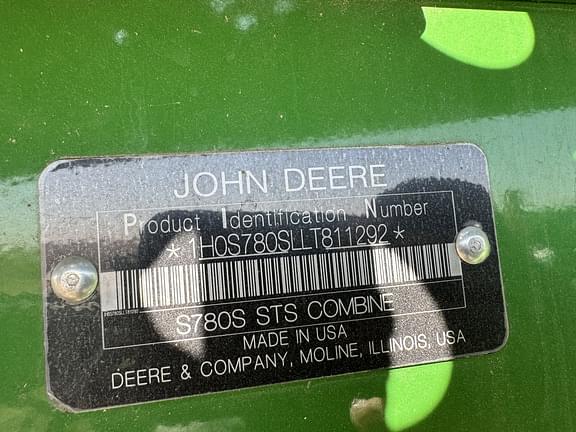 JOHN DEERE
Product Identification Number
*1H0S780SLLT811292*
S780S STS COMBINE
MADE IN USA
DEERE & COMPANY, MOLINE, ILLINOIS, USA